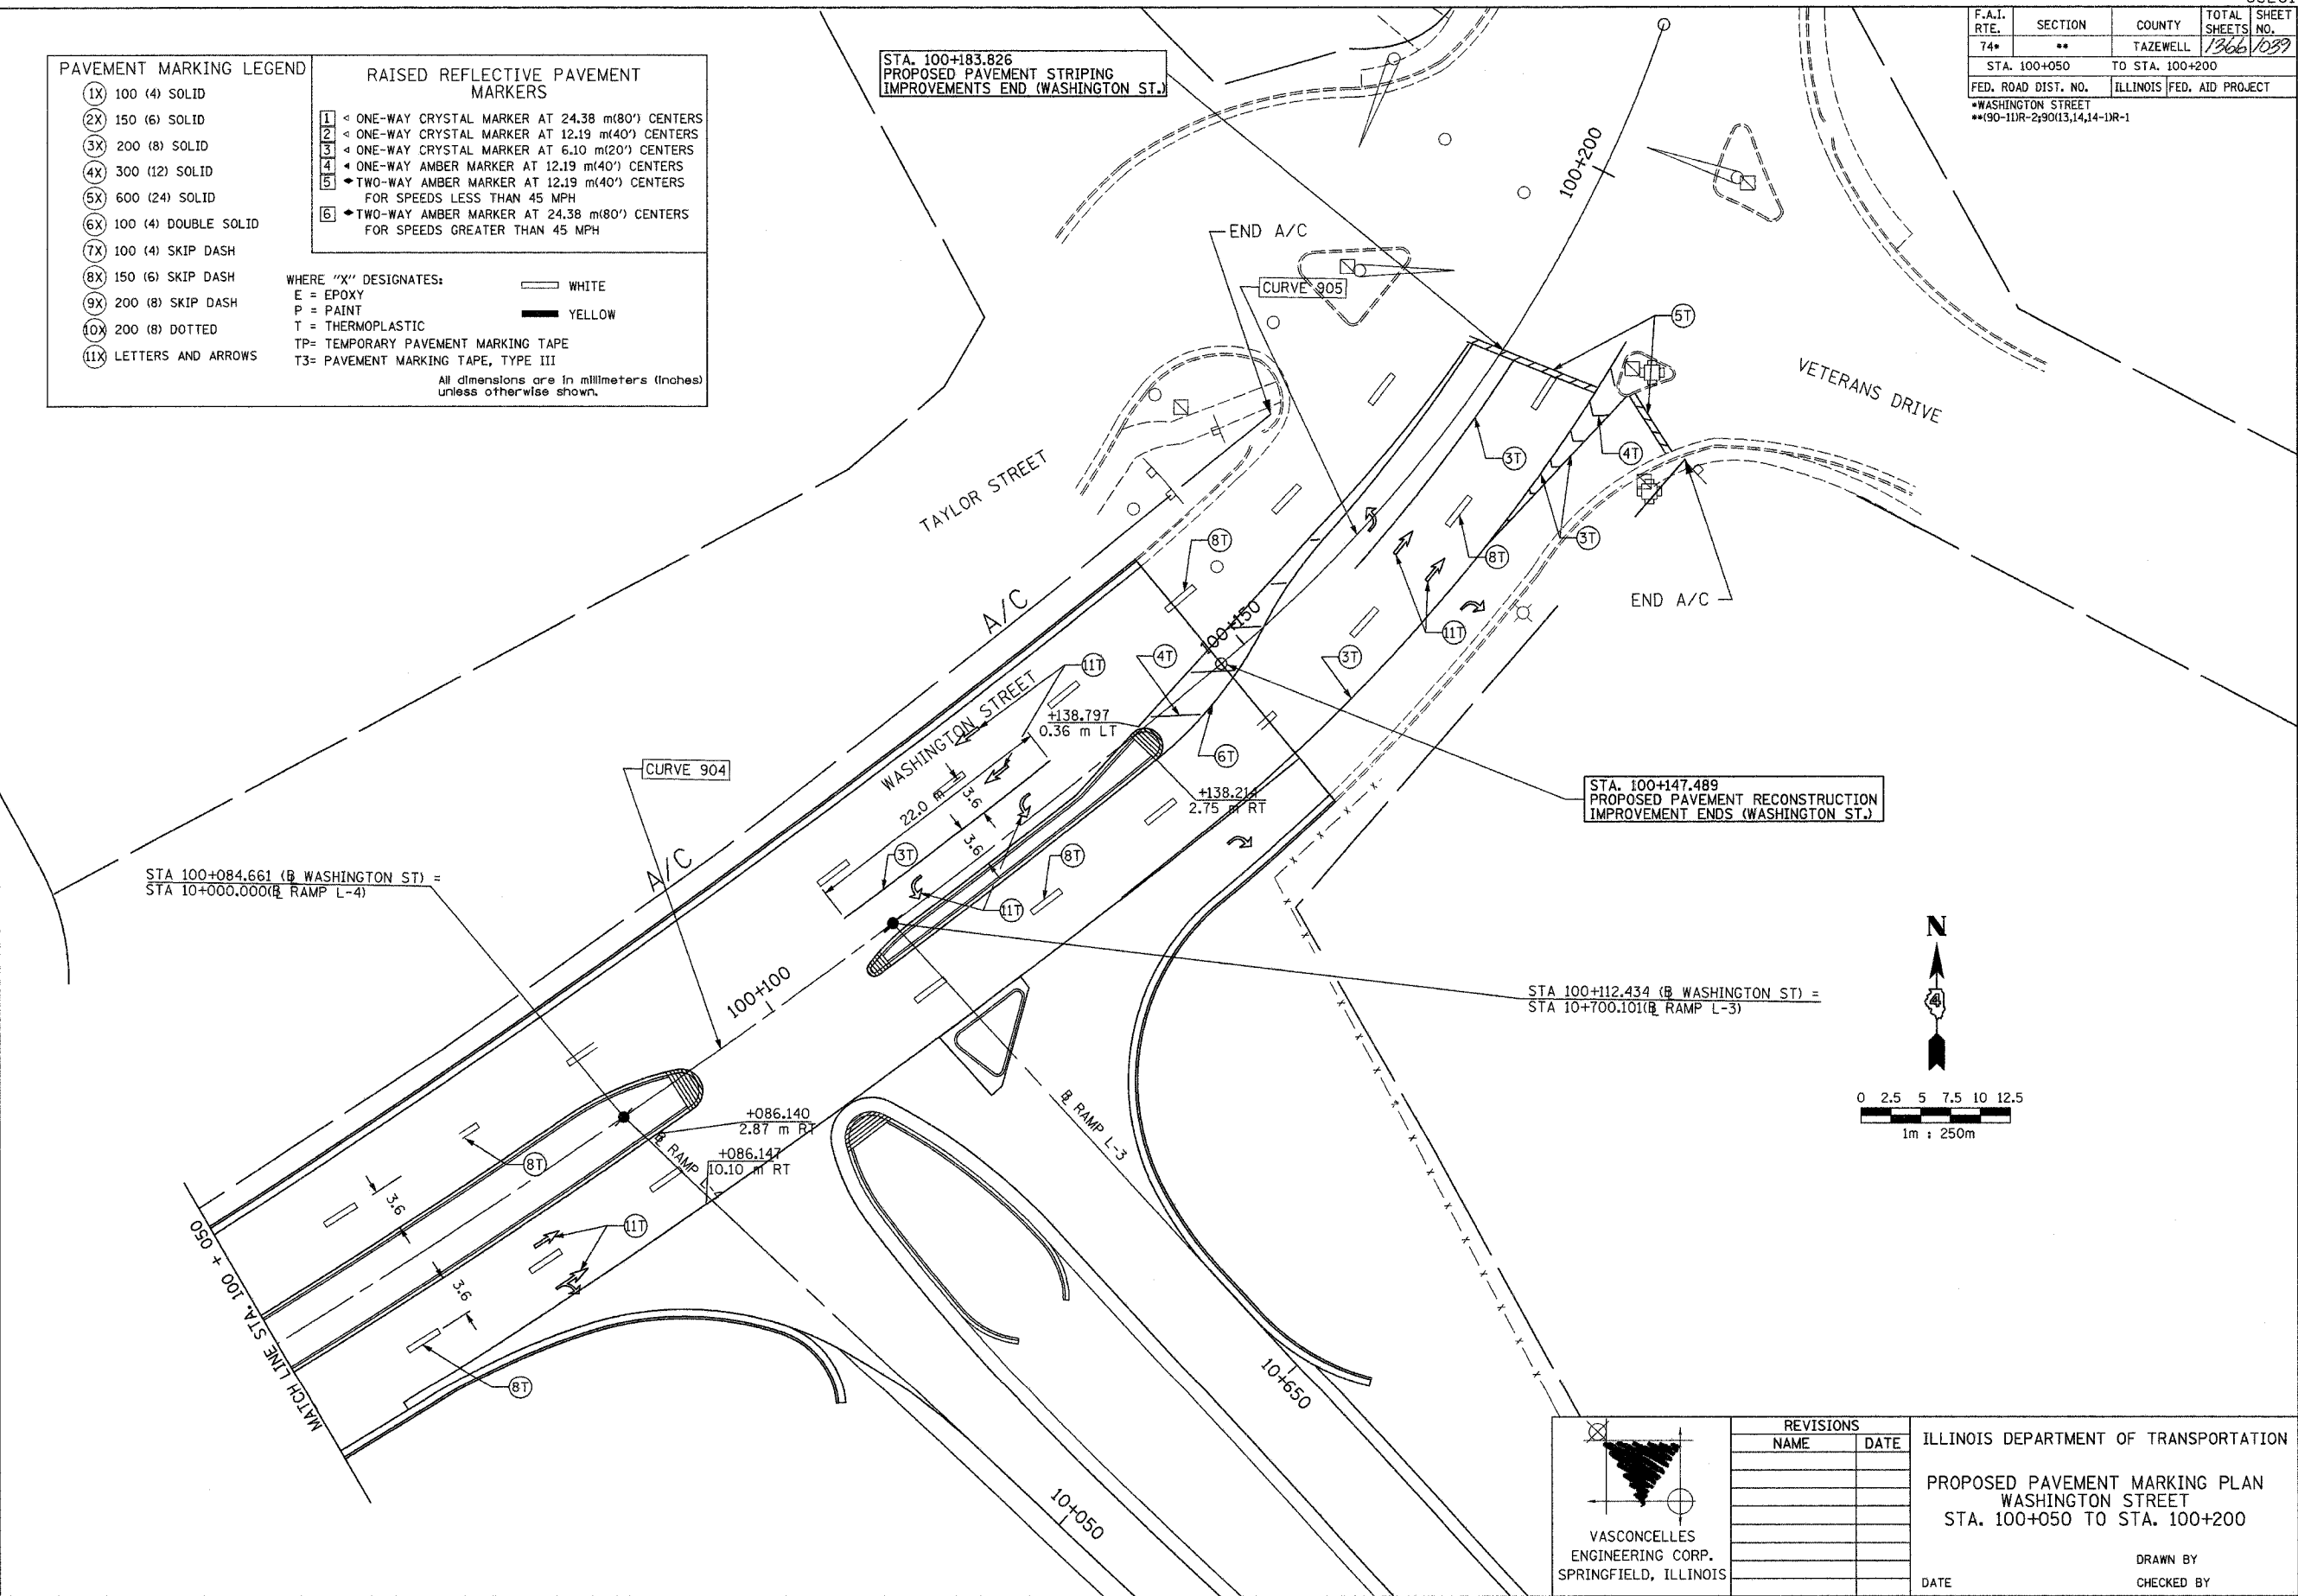 F.A.I. RTE. SECTION COUNTY TOTAL SHEETS SHEET NO.
74* ** TAZEWELL 1366 1039
STA. 100+050 TO STA. 100+200
FED. ROAD DIST. NO. ILLINOIS FED. AID PROJECT
*WASHINGTON STREET
**(90-11)R-2;90(13,14,14-1)R-1
PAVEMENT MARKING LEGEND
1X 100 (4) SOLID
2X 150 (6) SOLID
3X 200 (8) SOLID
4X 300 (12) SOLID
5X 600 (24) SOLID
6X 100 (4) DOUBLE SOLID
7X 100 (4) SKIP DASH
8X 150 (6) SKIP DASH
9X 200 (8) SKIP DASH
10X 200 (8) DOTTED
11X LETTERS AND ARROWS
RAISED REFLECTIVE PAVEMENT
MARKERS
1 ONE-WAY CRYSTAL MARKER AT 24.38 m(80') CENTERS
2 ONE-WAY CRYSTAL MARKER AT 12.19 m(40') CENTERS
3 ONE-WAY CRYSTAL MARKER AT 6.10 m(20') CENTERS
4 ONE-WAY AMBER MARKER AT 12.19 m(40') CENTERS
5 TWO-WAY AMBER MARKER AT 12.19 m(40') CENTERS
FOR SPEEDS LESS THAN 45 MPH
6 TWO-WAY AMBER MARKER AT 24.38 m(80') CENTERS
FOR SPEEDS GREATER THAN 45 MPH
WHERE "X" DESIGNATES:
E = EPOXY
P = PAINT
T = THERMOPLASTIC
TP= TEMPORARY PAVEMENT MARKING TAPE
T3= PAVEMENT MARKING TAPE, TYPE III
WHITE
YELLOW
All dimensions are in millimeters (inches)
unless otherwise shown.
STA. 100+183.826
PROPOSED PAVEMENT STRIPING
IMPROVEMENTS END (WASHINGTON ST.)
100+200
END A/C
CURVE 905
5T
VETERANS DRIVE
3T
4T
TAYLOR STREET
8T
8T
3T
END A/C
A/C
11T
100+150
4T
3T
11T
WASHINGTON STREET
+138.797
0.36 m LT
6T
CURVE 904
22.0 m
3.6
3.6
+138.214
2.75 m RT
STA. 100+147.489
PROPOSED PAVEMENT RECONSTRUCTION
IMPROVEMENT ENDS (WASHINGTON ST.)
3T
8T
A/C
11T
STA 100+084.661 (BL WASHINGTON ST) =
STA 10+000.000(BL RAMP L-4)
100+100
N
4
STA 100+112.434 (BL WASHINGTON ST) =
STA 10+700.101(BL RAMP L-3)
0 2.5 5 7.5 10 12.5
1m : 250m
+086.140
2.87 m RT
BL RAMP L-3
+086.147
10.10 m RT
BL RAMP L-4
8T
3.6
11T
3.6
8T
MATCH LINE STA. 100 + 050
10+650
10+050
VASCONCELLES
ENGINEERING CORP.
SPRINGFIELD, ILLINOIS
REVISIONS
NAME DATE
ILLINOIS DEPARTMENT OF TRANSPORTATION
PROPOSED PAVEMENT MARKING PLAN
WASHINGTON STREET
STA. 100+050 TO STA. 100+200
DRAWN BY
DATE CHECKED BY